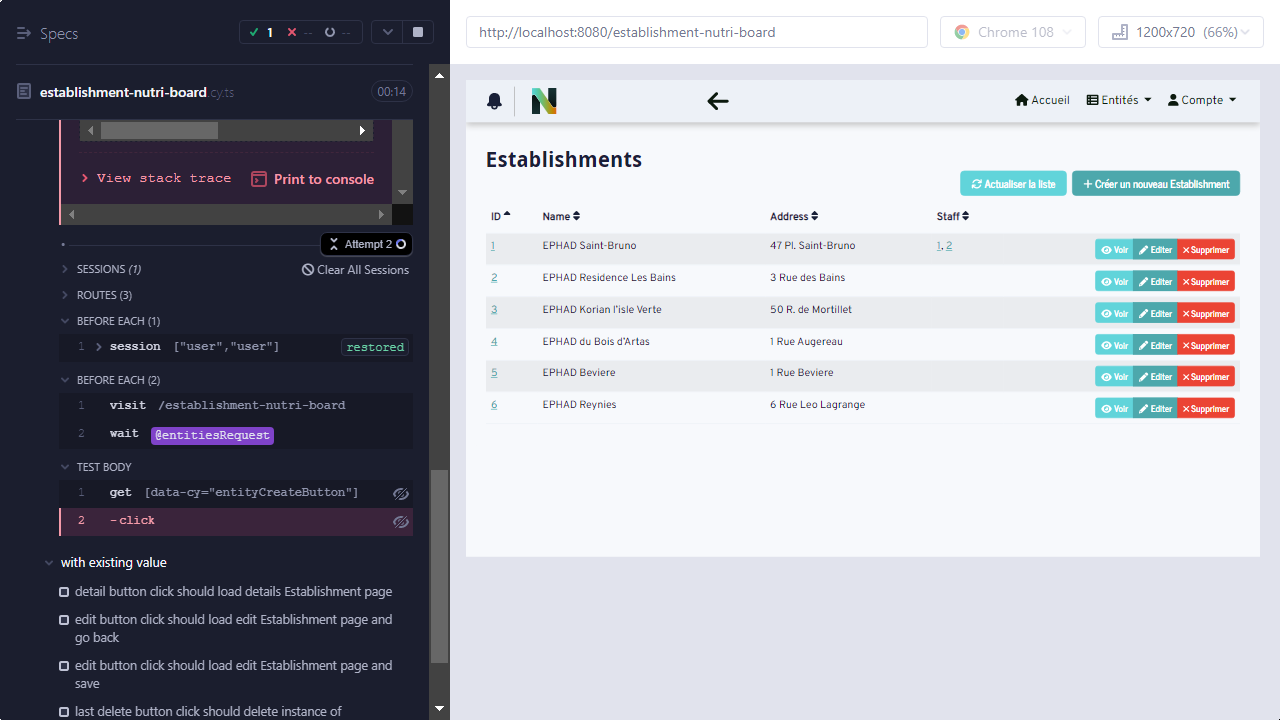 Specs
1
--
--
establishment-nutri-board.cy.ts
00:14
View stack trace
Print to console
Attempt 2
SESSIONS (1)
Clear All Sessions
ROUTES (3)
BEFORE EACH (1)
1 session ["user","user"] restored
BEFORE EACH (2)
1 visit /establishment-nutri-board
2 wait @entitiesRequest
TEST BODY
1 get [data-cy="entityCreateButton"]
2 -click
with existing value
detail button click should load details Establishment page
edit button click should load edit Establishment page and
go back
edit button click should load edit Establishment page and
save
last delete button click should delete instance of
http://localhost:8080/establishment-nutri-board
Chrome 108
1200x720 (66%)
Accueil
Entités
Compte
Establishments
Actualiser la liste
+ Créer un nouveau Establishment
ID Name Address Staff
1 EPHAD Saint-Bruno 47 Pl. Saint-Bruno 1, 2 Voir Editer Supprimer
2 EPHAD Residence Les Bains 3 Rue des Bains Voir Editer Supprimer
3 EPHAD Korian l'isle Verte 50 R. de Mortillet Voir Editer Supprimer
4 EPHAD du Bois d'Artas 1 Rue Augereau Voir Editer Supprimer
5 EPHAD Beviere 1 Rue Beviere Voir Editer Supprimer
6 EPHAD Reynies 6 Rue Leo Lagrange Voir Editer Supprimer